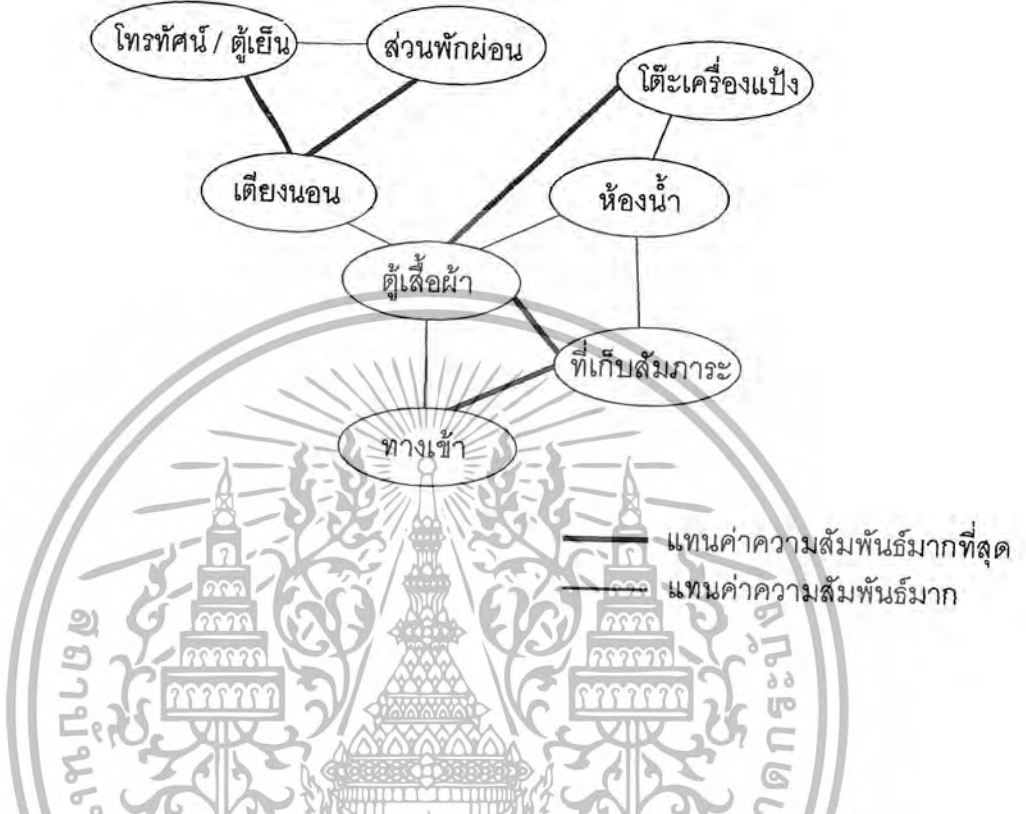 โทรทัศน์ / ตู้เย็น
ส่วนพักผ่อน
โต๊ะเครื่องแป้ง
เตียงนอน
ห้องน้ำ
ตู้เสื้อผ้า
ที่เก็บสัมภาระ
ทางเข้า
แทนค่าความสัมพันธ์มากที่สุด
แทนค่าความสัมพันธ์มาก